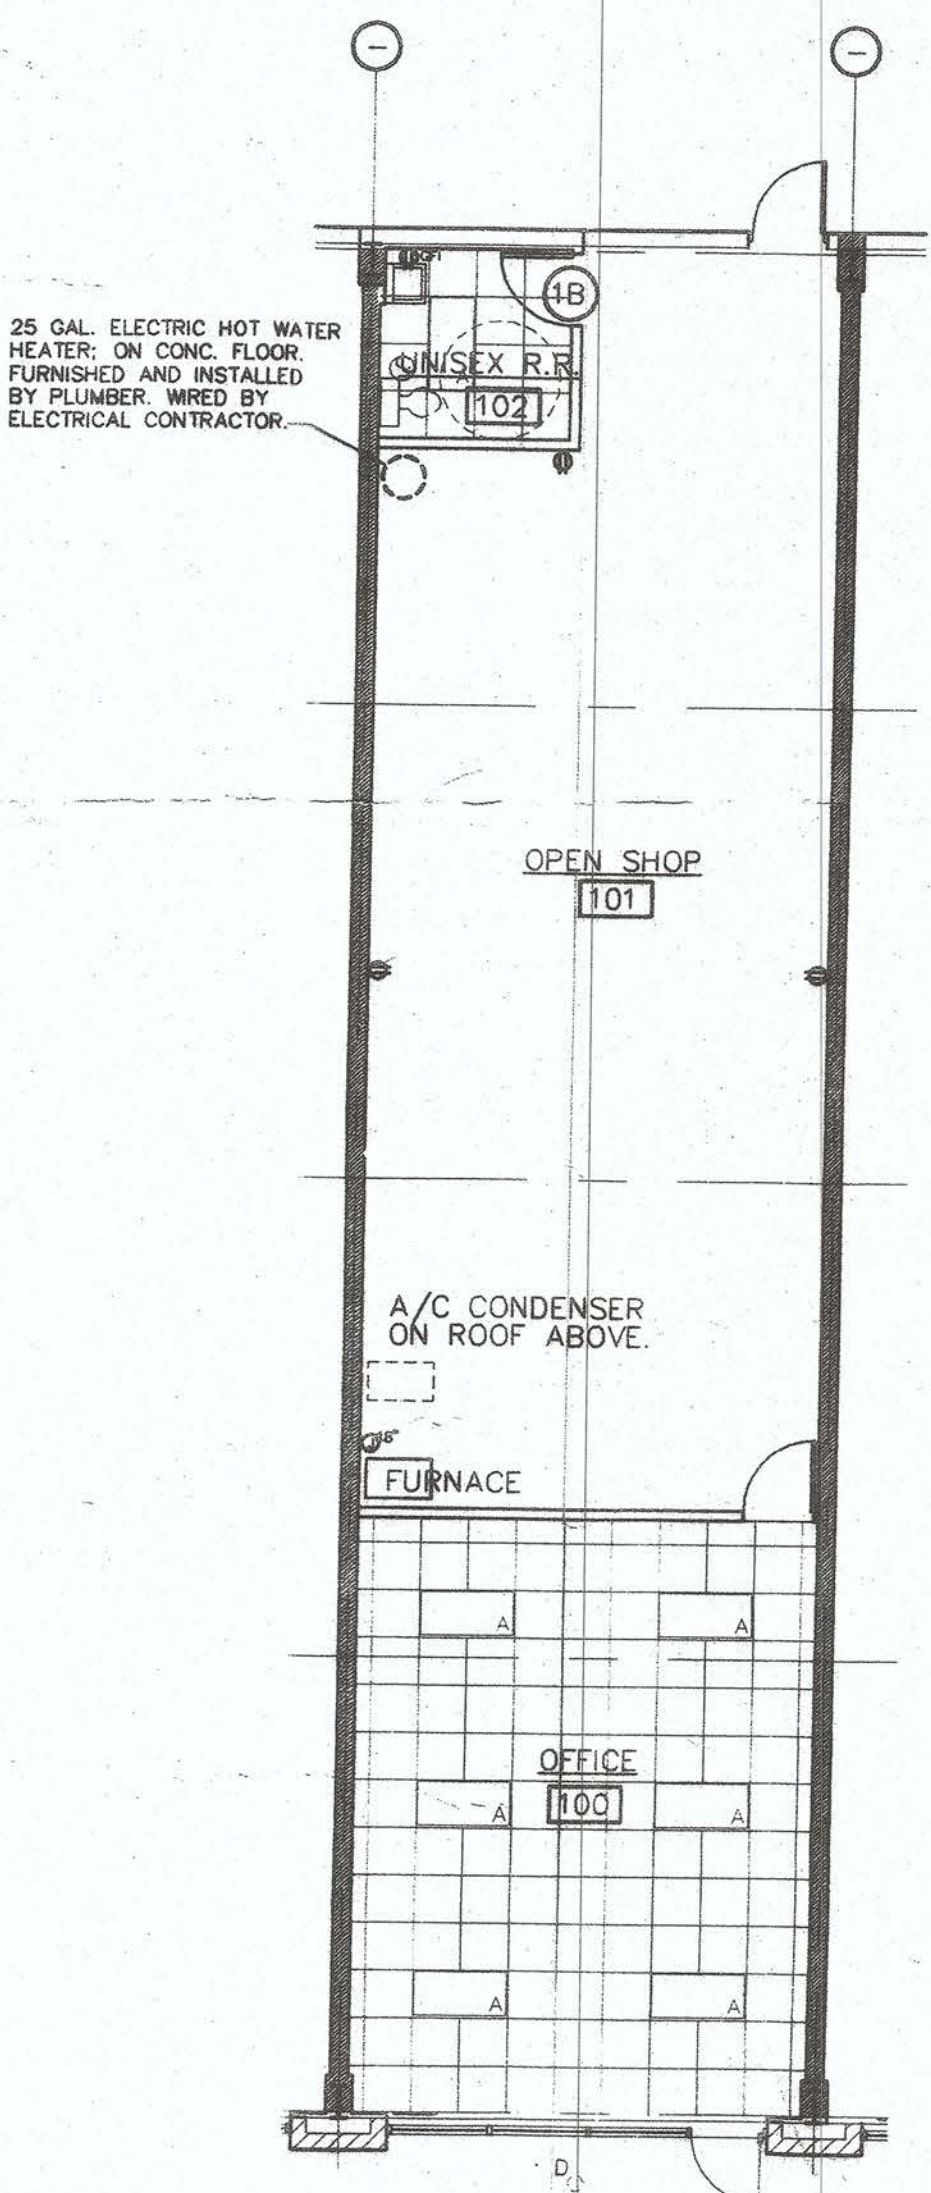 GFI
1B
25 GAL. ELECTRIC HOT WATER
HEATER; ON CONC. FLOOR.
FURNISHED AND INSTALLED
BY PLUMBER. WIRED BY
ELECTRICAL CONTRACTOR.
UNISEX R.R.
102
OPEN SHOP
101
A/C CONDENSER
ON ROOF ABOVE.
FURNACE
A
A
OFFICE
100
A
A
A
A
D